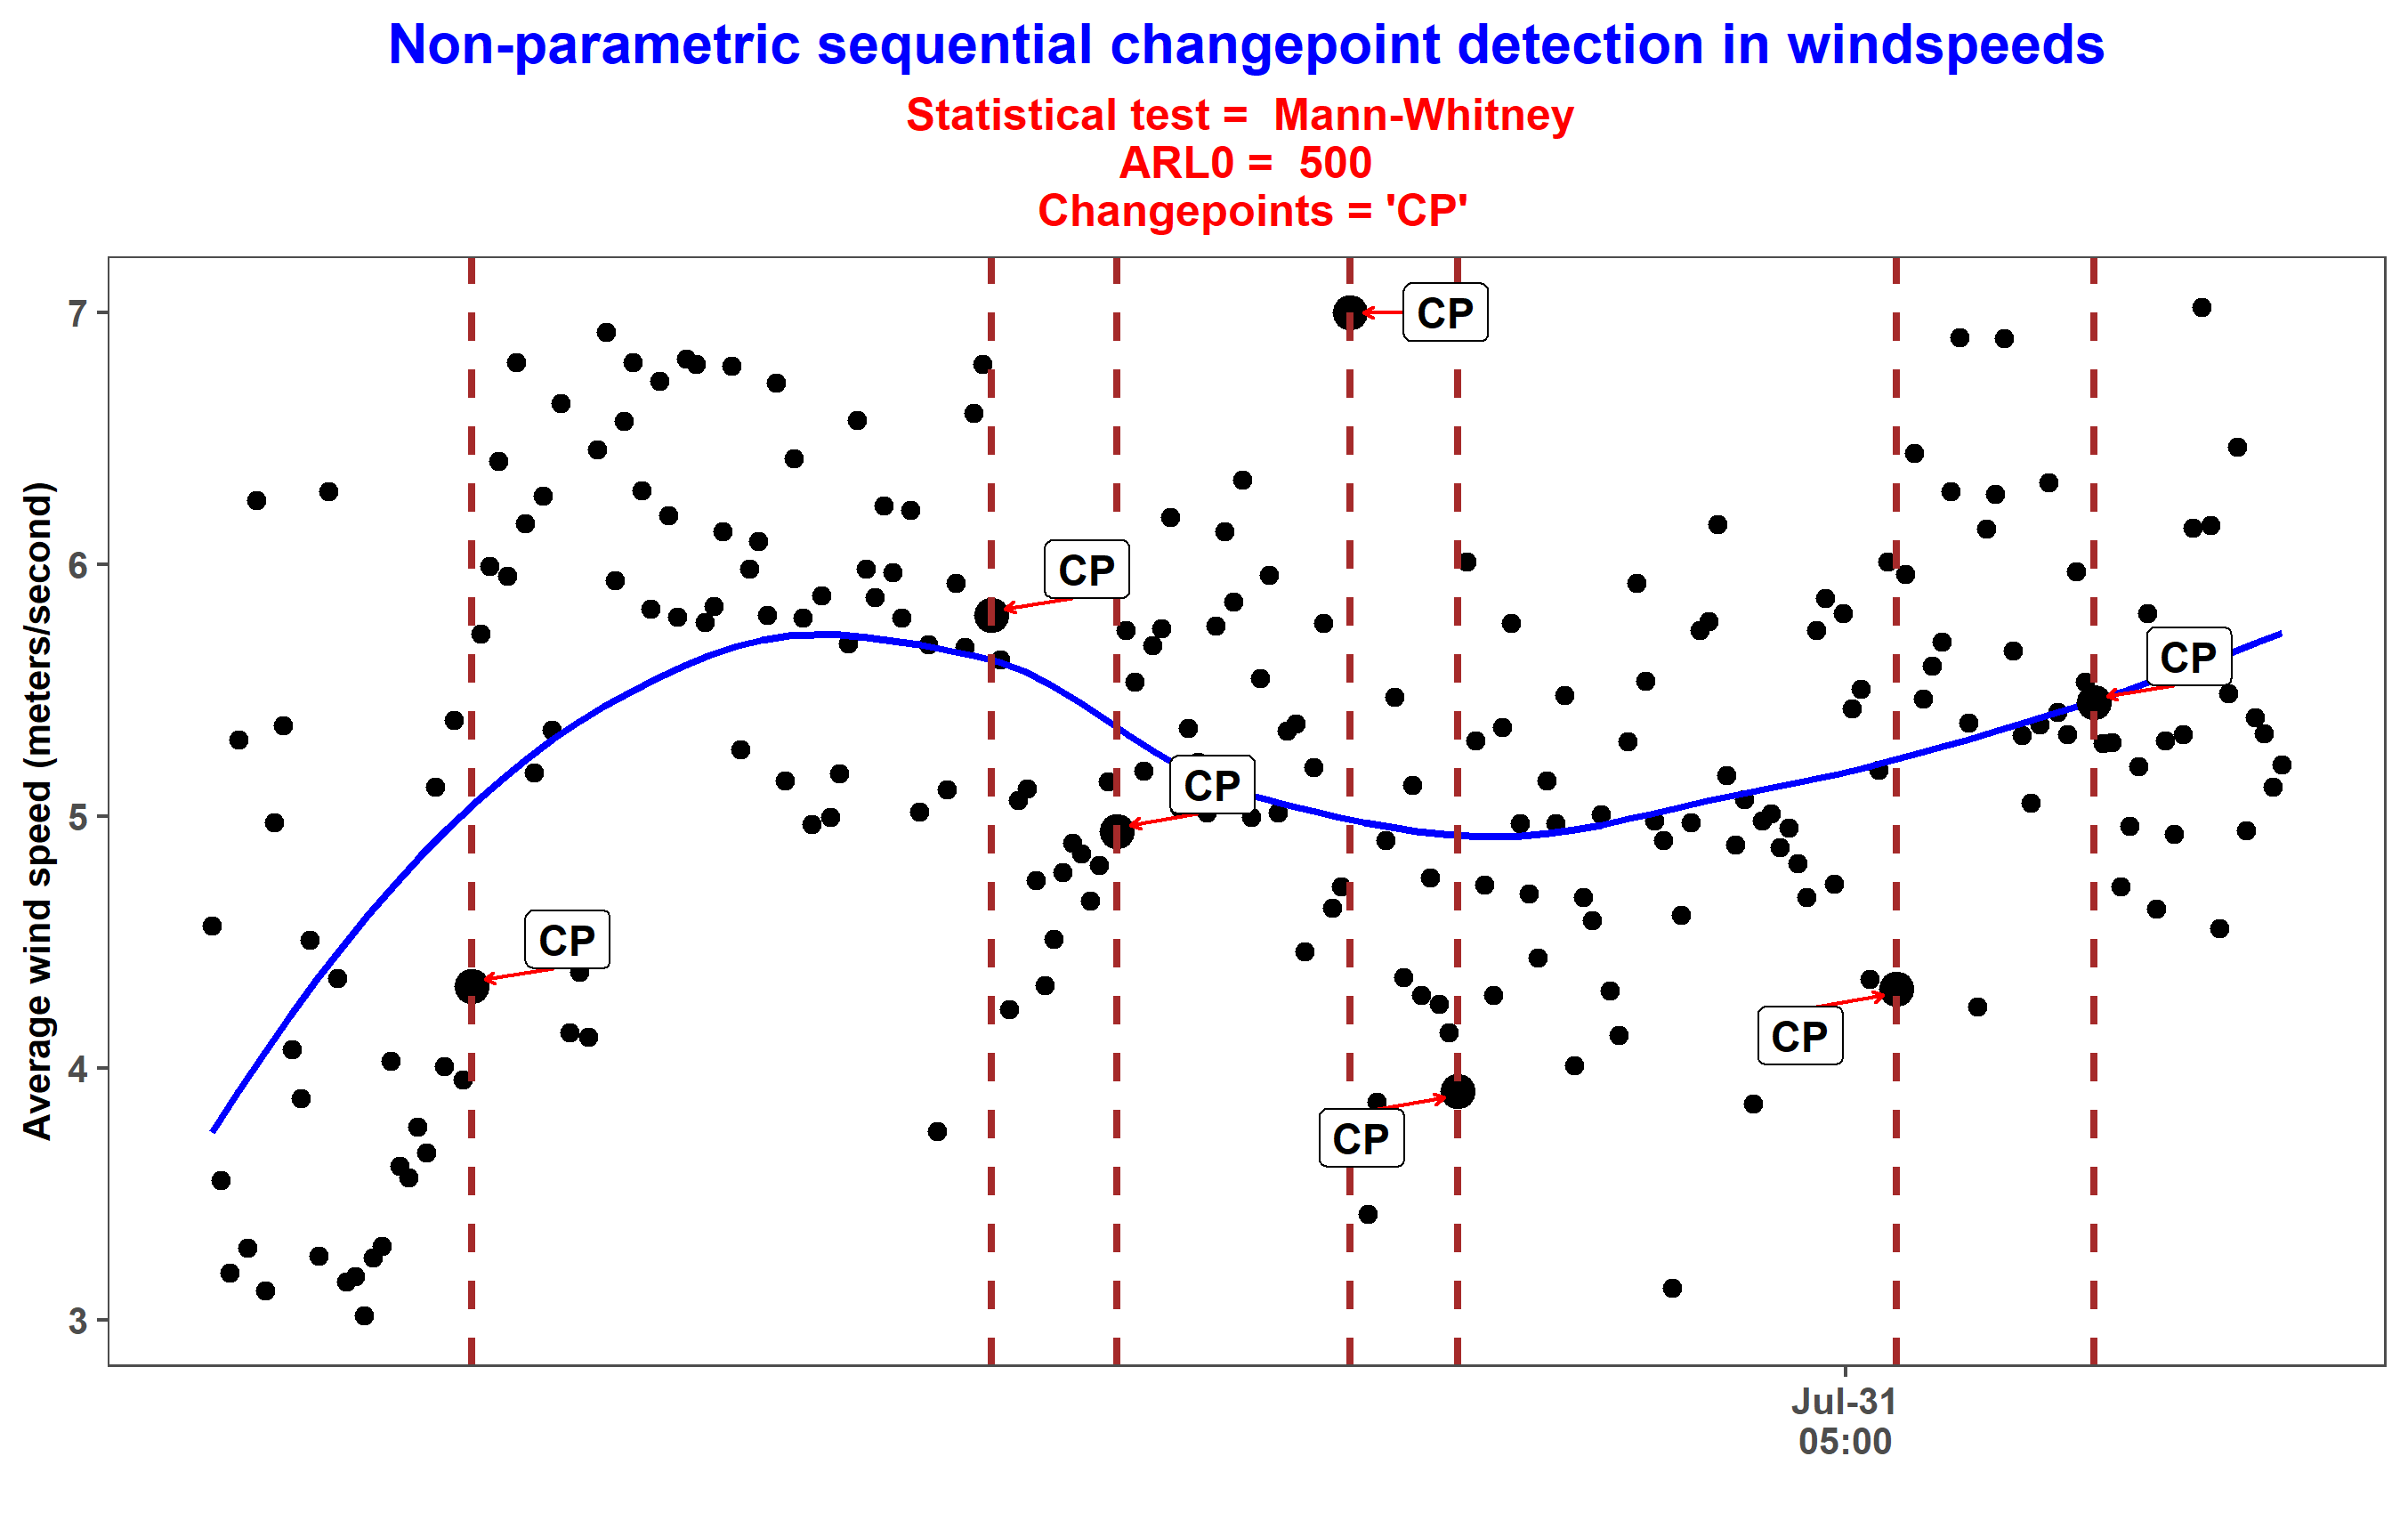 Non-parametric sequential changepoint detection in windspeeds
Statistical test =  Mann-Whitney
ARL0 =  500
Changepoints = 'CP'
Average wind speed (meters/second)
7
6
5
4
3
CP
CP
CP
CP
CP
CP
CP
Jul-31
05:00